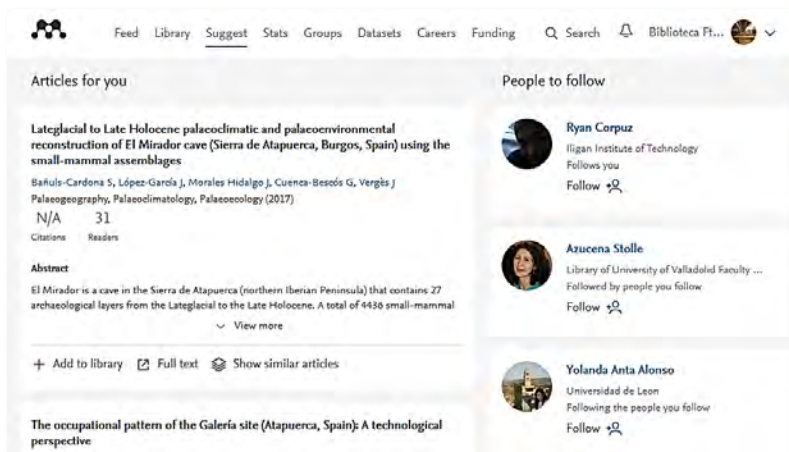 Feed Library Suggest Stats Groups Datasets Careers Funding Search Biblioteca Ft...
Articles for you
Lateglacial to Late Holocene palaeoclimatic and palaeoenvironmental
reconstruction of El Mirador cave (Sierra de Atapuerca, Burgos, Spain) using the
small-mammal assemblages
Bañuls-Cardona S, López-García J, Morales Hidalgo J, Cuenca-Bescós G, Vergès J
Palaeogeography, Palaeoclimatology, Palaeoecology (2017)
N/A 31
Citations Readers
Abstract
El Mirador is a cave in the Sierra de Atapuerca (northern Iberian Peninsula) that contains 27
archaeological layers from the Lateglacial to the Late Holocene. A total of 4436 small-mammal
View more
+ Add to library Full text Show similar articles
The occupational pattern of the Galería site (Atapuerca, Spain): A technological
perspective
People to follow
Ryan Corpuz
Iligan Institute of Technology
Follows you
Follow
Azucena Stolle
Library of University of Valladolid Faculty ...
Followed by people you follow
Follow
Yolanda Anta Alonso
Universidad de Leon
Following the people you follow
Follow